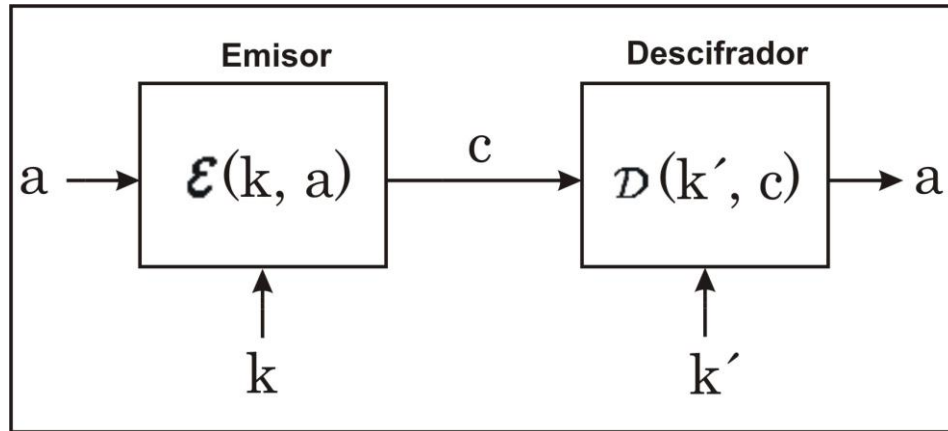 Emisor
Descifrador
a
ℰ(k, a)
c
𝒟(k´, c)
a
k
k´